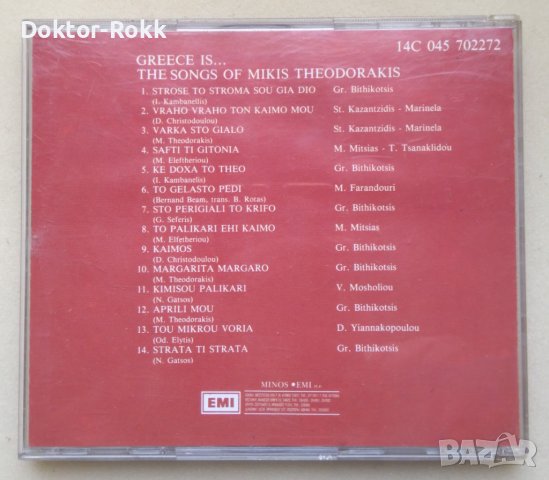 Doktor-Rokk
14C 045 702272
GREECE IS...
THE SONGS OF MIKIS THEODORAKIS
1. STROSE TO STROMA SOU GIA DIO Gr. Bithikotsis
(I. Kambanellis)
2. VRAHO VRAHO TON KAIMO MOU St. Kazantzidis - Marinela
(D. Christodoulou)
3. VARKA STO GIALO St. Kazantzidis - Marinela
(M. Theodorakis)
4. SAFTI TI GITONIA M. Mitsias - T. Tsanaklidou
(M. Eleftheriou)
5. KE DOXA TO THEO Gr. Bithikotsis
(I. Kambanelis)
6. TO GELASTO PEDI M. Farandouri
(Bernand Beam, trans. B. Rotas)
7. STO PERIGIALI TO KRIFO Gr. Bithikotsis
(G. Seferis)
8. TO PALIKARI EHI KAIMO M. Mitsias
(M. Elfetheriou)
9. KAIMOS Gr. Bithikotsis
(D. Christodoulou)
10. MARGARITA MARGARO Gr. Bithikotsis
(M. Theodorakis)
11. KIMISOU PALIKARI V. Mosholiou
(N. Gatsos)
12. APRILI MOU Gr. Bithikotsis
(M. Theodorakis)
13. TOU MIKROU VORIA D. Yiannakopoulou
(Od. Elytis)
14. STRATA TI STRATA Gr. Bithikotsis
(N. Gatsos)
EMI
MINOS • EMI
BAZAR